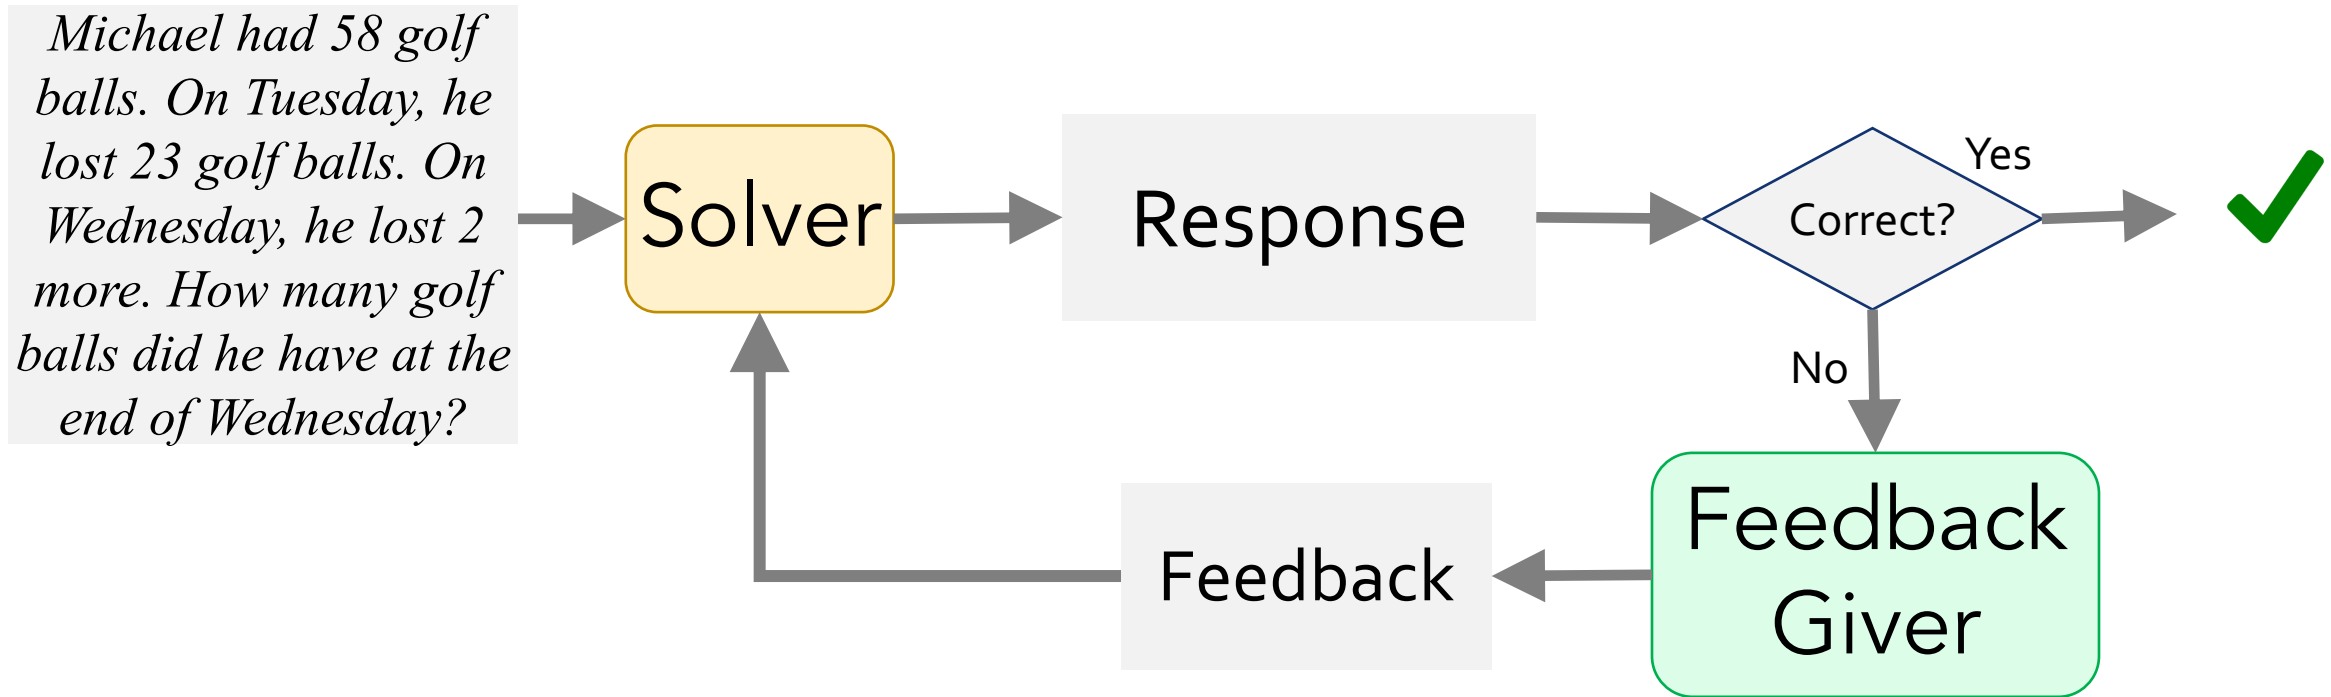 Michael had 58 golf
balls. On Tuesday, he
lost 23 golf balls. On
Wednesday, he lost 2
more. How many golf
balls did he have at the
end of Wednesday?
Solver
Response
Correct?
Yes
No
Feedback
Giver
Feedback